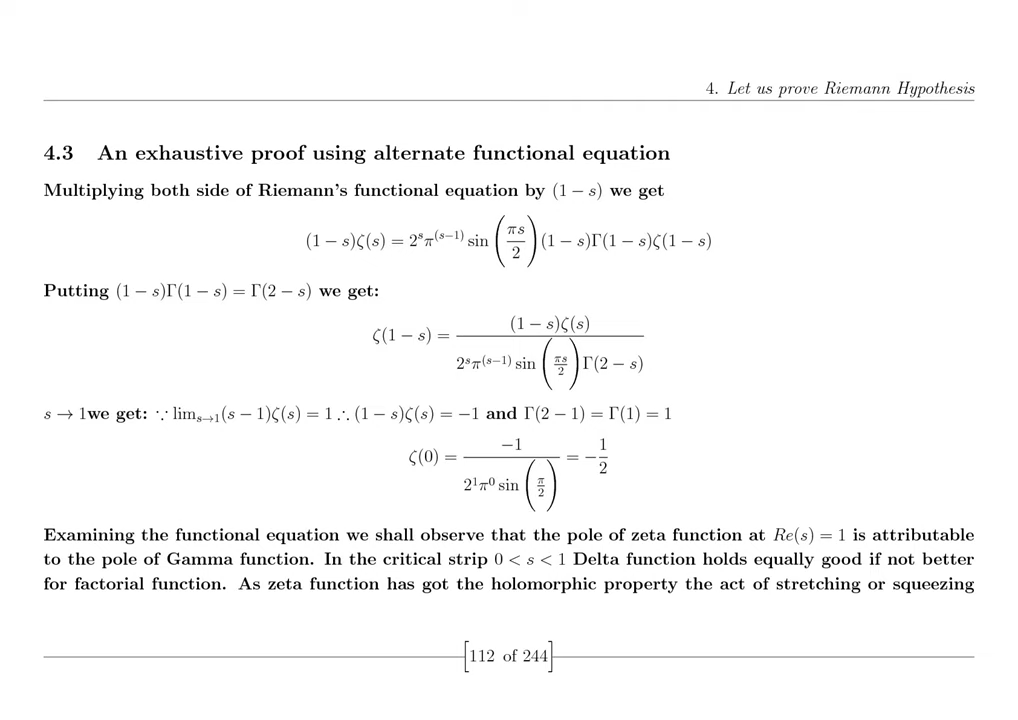 4. Let us prove Riemann Hypothesis
4.3 An exhaustive proof using alternate functional equation
Multiplying both side of Riemann's functional equation by (1 − s) we get
(1 − s)ζ(s) = 2^s π^(s−1) sin(πs/2)(1 − s)Γ(1 − s)ζ(1 − s)
Putting (1 − s)Γ(1 − s) = Γ(2 − s) we get:
ζ(1 − s) = (1 − s)ζ(s) / 2^s π^(s−1) sin(πs/2)Γ(2 − s)
s → 1we get: ∵ lim_{s→1}(s − 1)ζ(s) = 1 ∴ (1 − s)ζ(s) = −1 and Γ(2 − 1) = Γ(1) = 1
ζ(0) = −1 / 2^1 π^0 sin(π/2) = −1/2
Examining the functional equation we shall observe that the pole of zeta function at Re(s) = 1 is attributable
to the pole of Gamma function. In the critical strip 0 < s < 1 Delta function holds equally good if not better
for factorial function. As zeta function has got the holomorphic property the act of stretching or squeezing
112 of 244